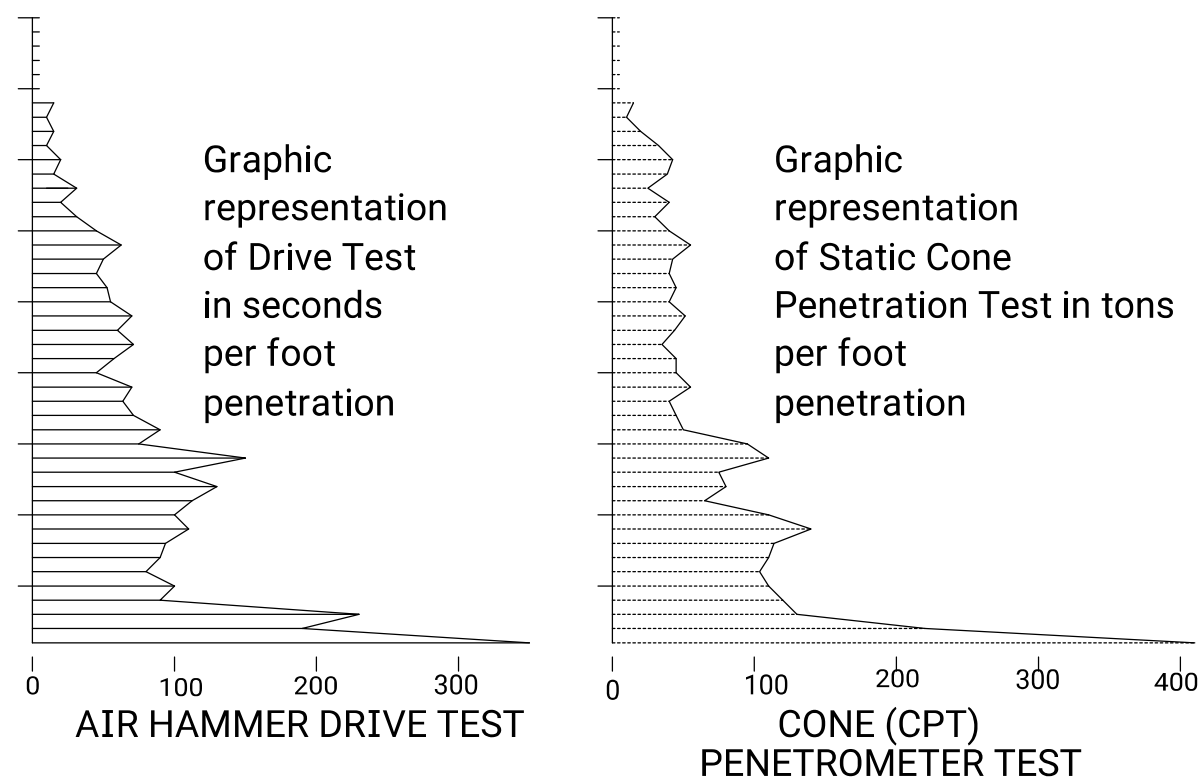 Graphic
representation
of Drive Test
in seconds
per foot
penetration
0 100 200 300
AIR HAMMER DRIVE TEST
Graphic
representation
of Static Cone
Penetration Test in tons
per foot
penetration
0 100 200 300 400
CONE (CPT)
PENETROMETER TEST